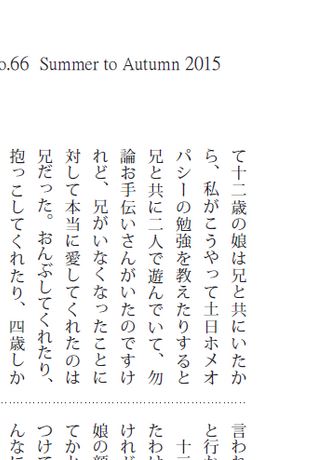 o.66 Summer to Autumn 2015
て十二歳の娘は兄と共にいたか
ら、私がこうやって土日ホメオ
パシーの勉強を教えたりすると
兄と共に二人で遊んでいて、勿
論お手伝いさんがいたのですけ
れど、兄がいなくなったことに
対して本当に愛してくれたのは
兄だった。おんぶしてくれたり、
抱っこしてくれたり、四歳しか
言われ
と行か
十
たわ
けれ
娘の
てか
つけ
んな